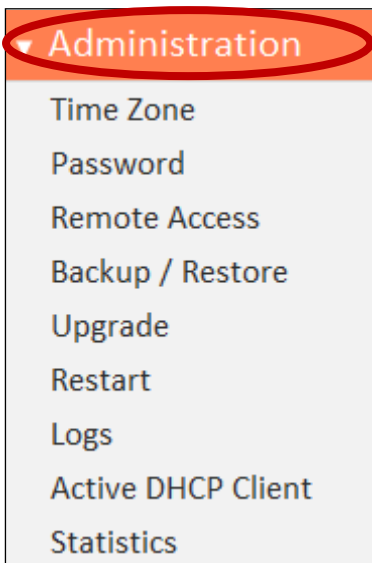 Administration
Time Zone
Password
Remote Access
Backup / Restore
Upgrade
Restart
Logs
Active DHCP Client
Statistics